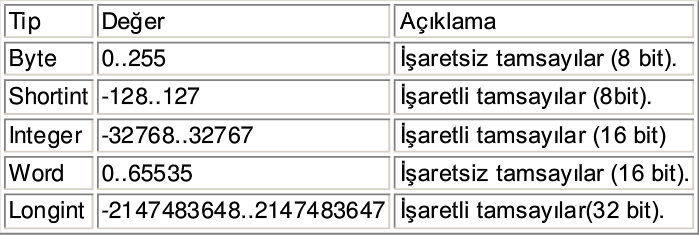 Tip Değer Açıklama
Byte 0..255 İşaretsiz tamsayılar (8 bit).
Shortint -128..127 İşaretli tamsayılar (8bit).
Integer -32768..32767 İşaretli tamsayılar (16 bit)
Word 0..65535 İşaretsiz tamsayılar (16 bit).
Longint -2147483648..2147483647 İşaretli tamsayılar(32 bit).